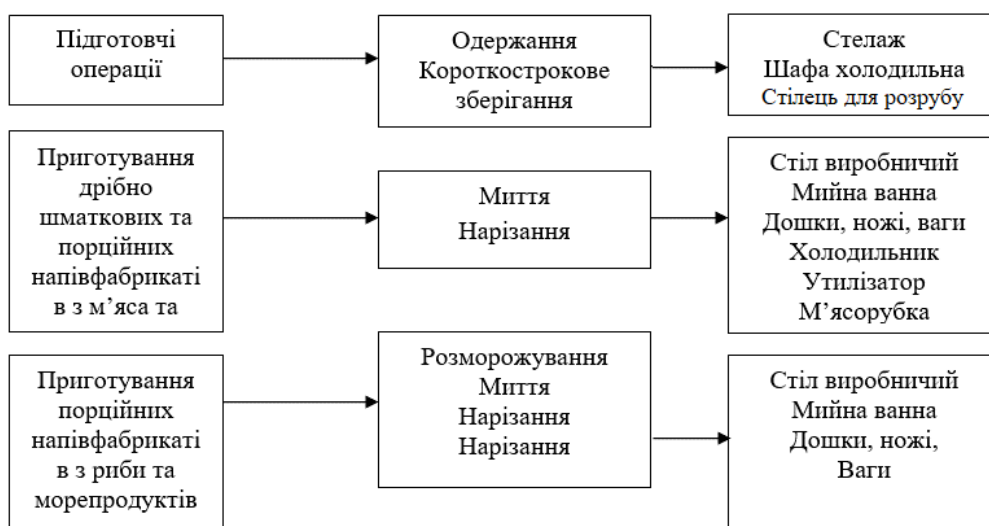 Підготовчі
операції
Одержання
Короткострокове
зберігання
Стелаж
Шафа холодильна
Стілець для розрубу
Приготування
дрібно
шматкових та
порційних
напівфабрикаті
в з м’яса та
Миття
Нарізання
Стіл виробничий
Мийна ванна
Дошки, ножі, ваги
Холодильник
Утилізатор
М’ясорубка
Приготування
порційних
напівфабрикаті
в з риби та
морепродуктів
Розморожування
Миття
Нарізання
Нарізання
Стіл виробничий
Мийна ванна
Дошки, ножі,
Ваги